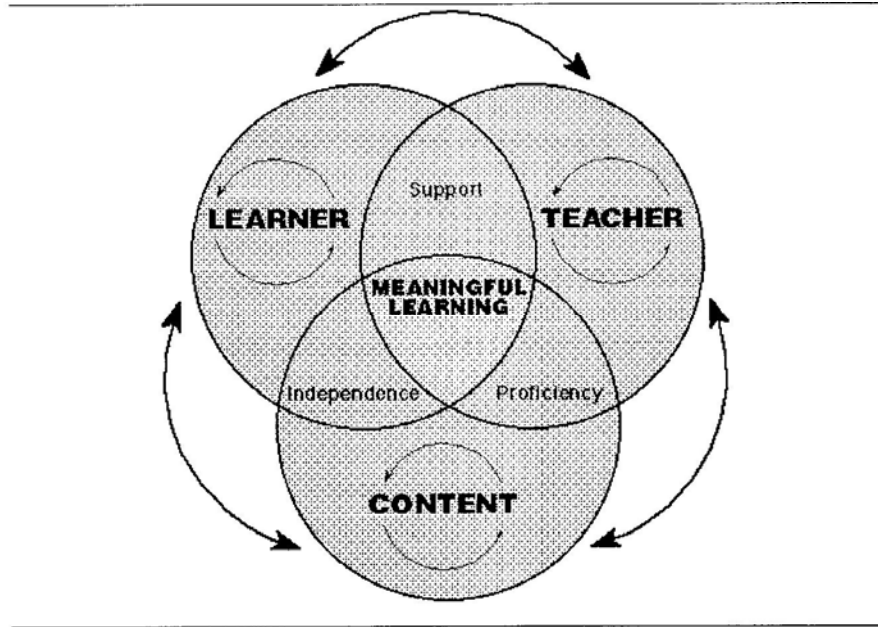 Support
LEARNER
TEACHER
MEANINGFUL
LEARNING
Independence
Proficiency
CONTENT